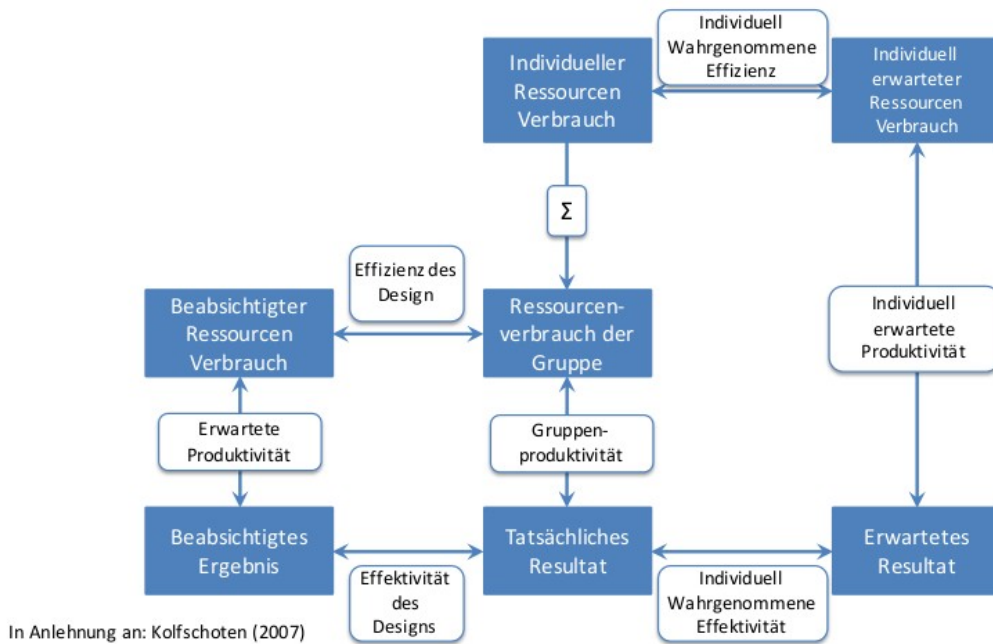 Individuell
Wahrgenommene
Effizienz
Individueller
Ressourcen
Verbrauch
Individuell
erwarteter
Ressourcen
Verbrauch
Σ
Effizienz des
Design
Beabsichtigter
Ressourcen
Verbrauch
Ressourcen-
verbrauch der
Gruppe
Individuell
erwartete
Produktivität
Erwartete
Produktivität
Gruppen-
produktivität
Beabsichtigtes
Ergebnis
Tatsächliches
Resultat
Erwartetes
Resultat
Effektivität
des
Designs
Individuell
Wahrgenommene
Effektivität
In Anlehnung an: Kolfschoten (2007)